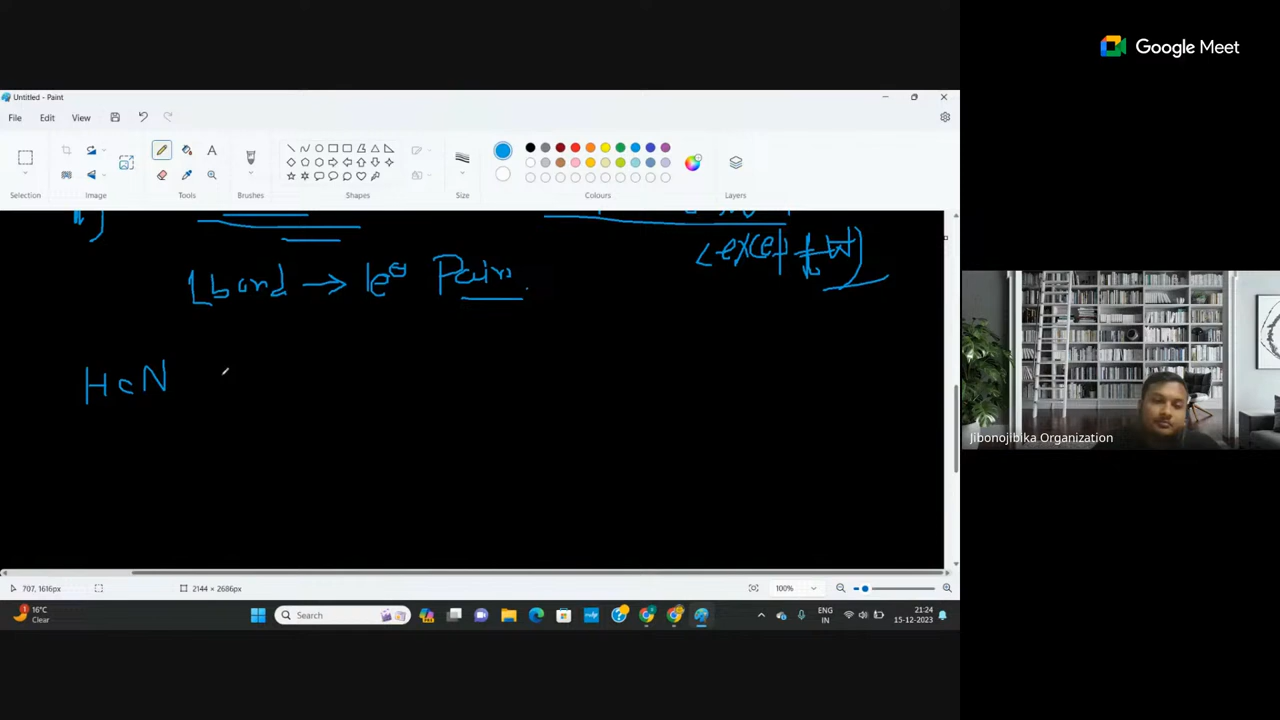 Google Meet
Untitled - Paint
File Edit View
Selection Image Tools Brushes Shapes Size Colours Layers
(except
1 bond → 1e⊖ Pair.
HCN
Jibonojibika Organization
707, 1616px 2144 × 2686px 100%
1 16°C Clear
Search
ENG IN
21:24
15-12-2023